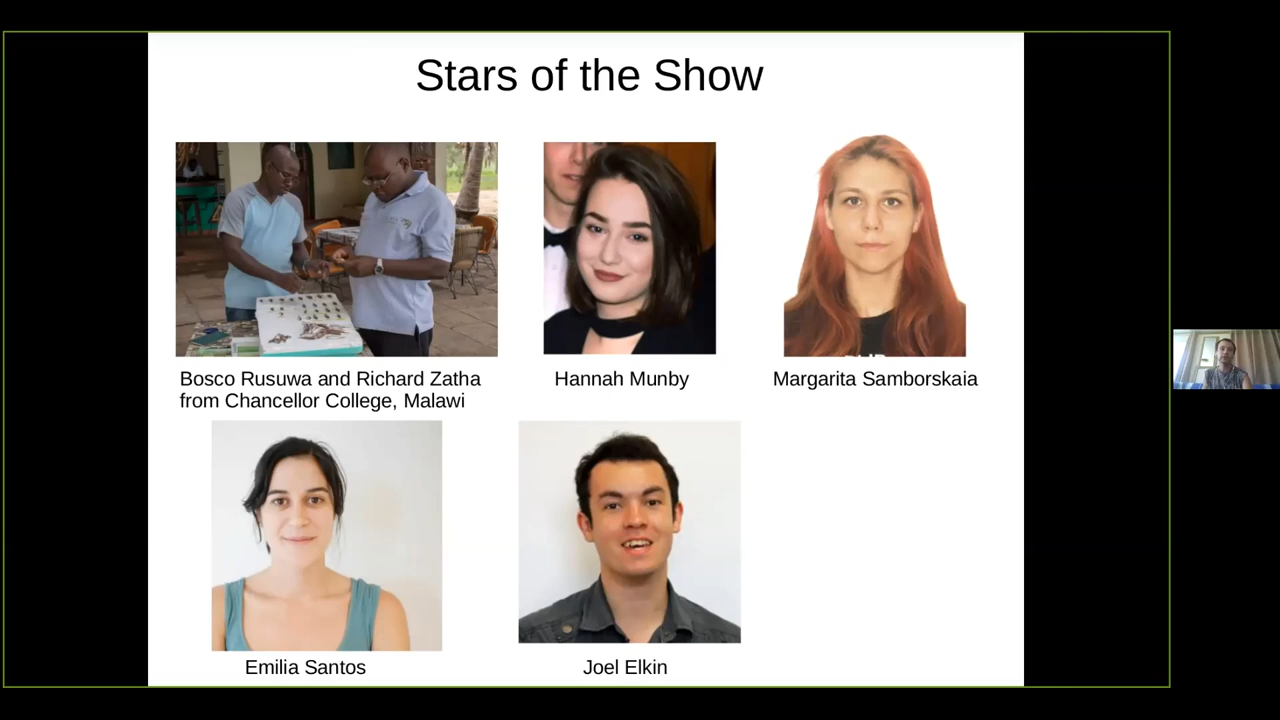 Stars of the Show
Bosco Rusuwa and Richard Zatha
from Chancellor College, Malawi
Hannah Munby
Margarita Samborskaia
Emilia Santos
Joel Elkin